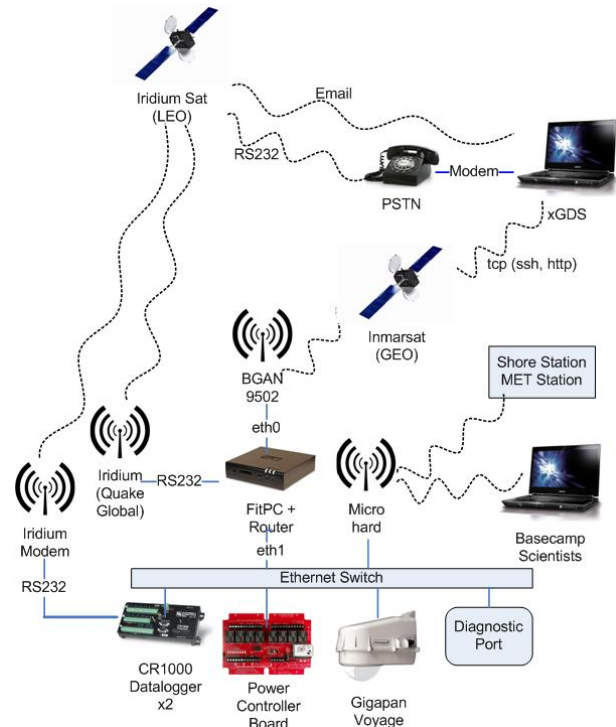 Iridium Sat
(LEO)
Email
RS232
Modem
PSTN
xGDS
tcp (ssh, http)
Inmarsat
(GEO)
BGAN
9502
Shore Station
MET Station
eth0
Iridium
(Quake
Global)
RS232
FitPC +
Router
Micro
hard
Basecamp
Scientists
Iridium
Modem
eth1
RS232
Ethernet Switch
CR1000
Datalogger
x2
Power
Controller
Board
Gigapan
Voyage
Diagnostic
Port